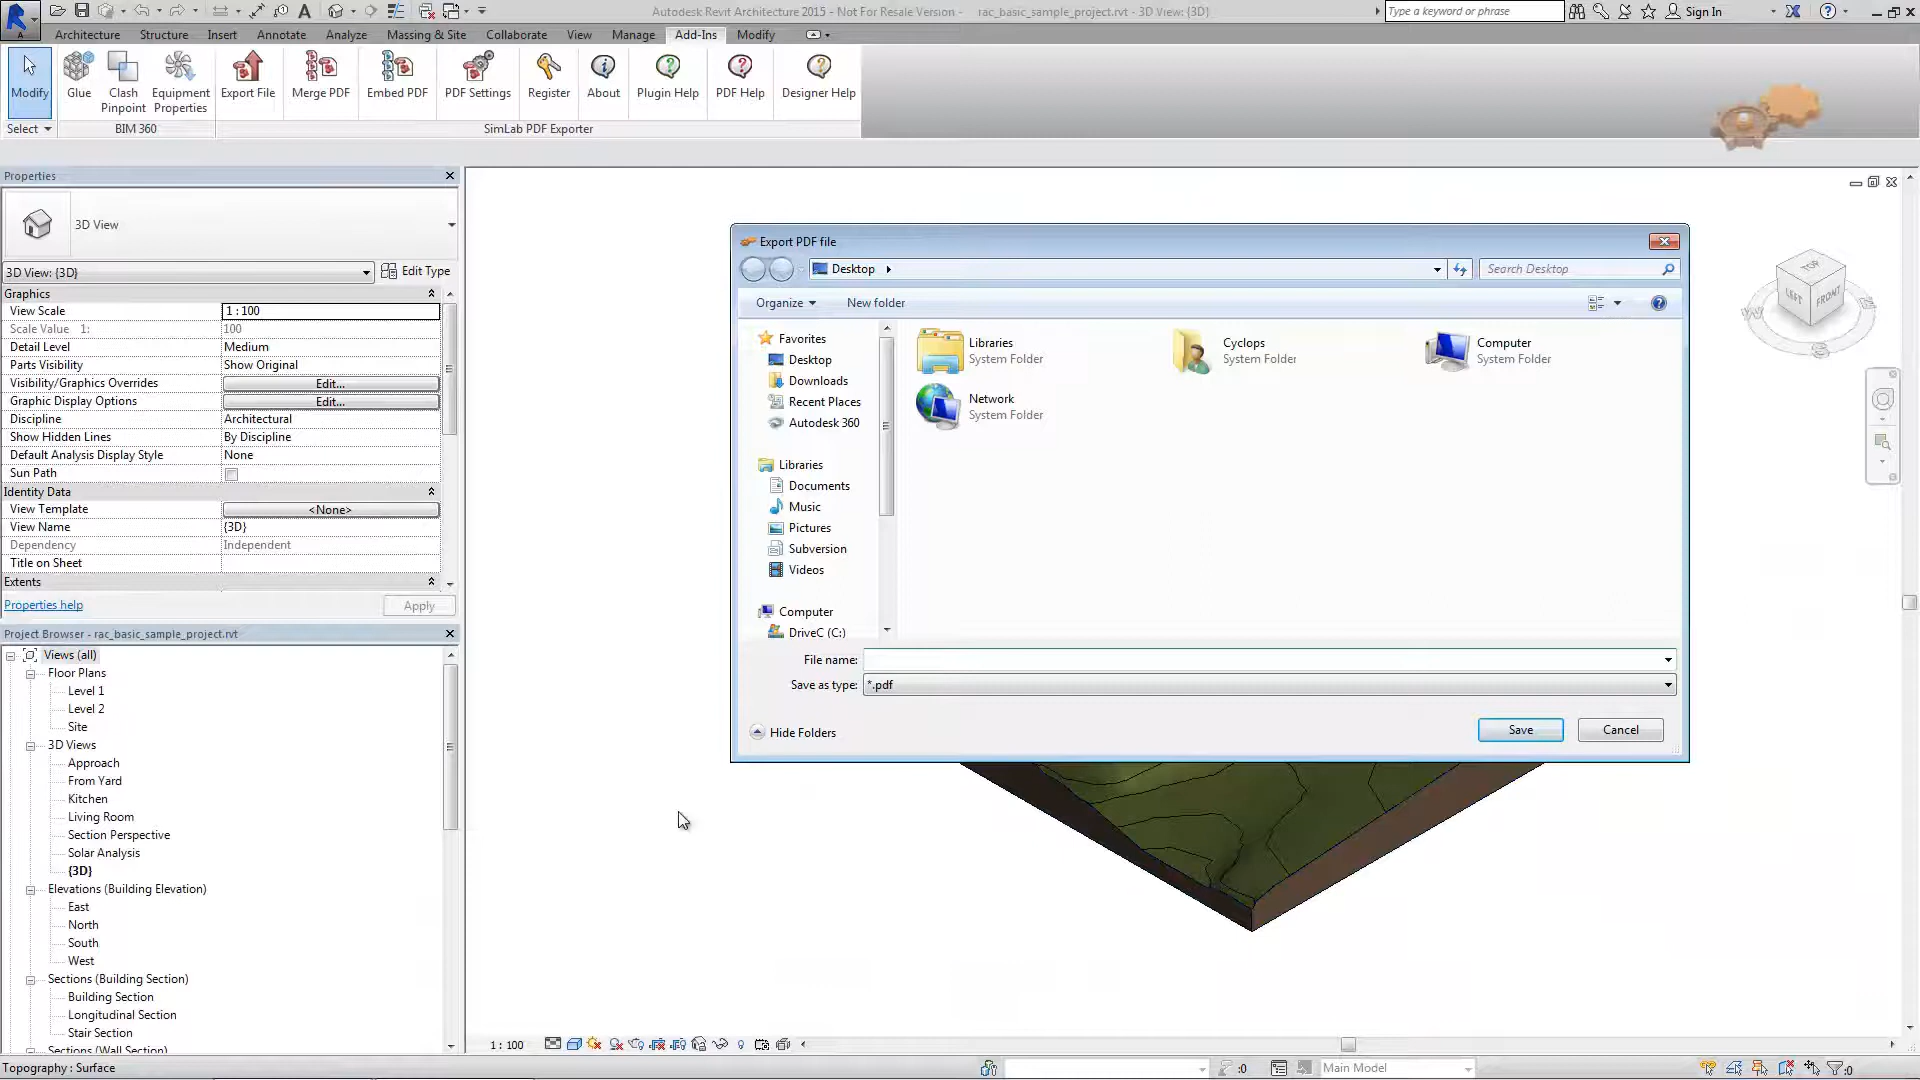 Autodesk Revit Architecture 2015 - Not For Resale Version - rac_basic_sample_project.rvt - 3D View: {3D}
Type a keyword or phrase
Sign In
Architecture Structure Insert Annotate Analyze Massing & Site Collaborate View Manage Add-Ins Modify
Modify
Glue
Clash Pinpoint
Equipment Properties
Export File
Merge PDF
Embed PDF
PDF Settings
Register
About
Plugin Help
PDF Help
Designer Help
Select
BIM 360
SimLab PDF Exporter
Properties
3D View
3D View: {3D}
Edit Type
Graphics
View Scale 1 : 100
Scale Value 1: 100
Detail Level Medium
Parts Visibility Show Original
Visibility/Graphics Overrides Edit...
Graphic Display Options Edit...
Discipline Architectural
Show Hidden Lines By Discipline
Default Analysis Display Style None
Sun Path
Identity Data
View Template <None>
View Name {3D}
Dependency Independent
Title on Sheet
Extents
Properties help
Apply
Project Browser - rac_basic_sample_project.rvt
Views (all)
Floor Plans
Level 1
Level 2
Site
3D Views
Approach
From Yard
Kitchen
Living Room
Section Perspective
Solar Analysis
{3D}
Elevations (Building Elevation)
East
North
South
West
Sections (Building Section)
Building Section
Longitudinal Section
Stair Section
Sections (Wall Section)
Export PDF file
Desktop
Search Desktop
Organize
New folder
Favorites
Desktop
Downloads
Recent Places
Autodesk 360
Libraries
Documents
Music
Pictures
Subversion
Videos
Computer
DriveC (C:)
Libraries
System Folder
Cyclops
System Folder
Computer
System Folder
Network
System Folder
File name:
Save as type: *.pdf
Hide Folders
Save
Cancel
TOP
LEFT
FRONT
W
S
1 : 100
Topography : Surface
:0
Main Model
:0